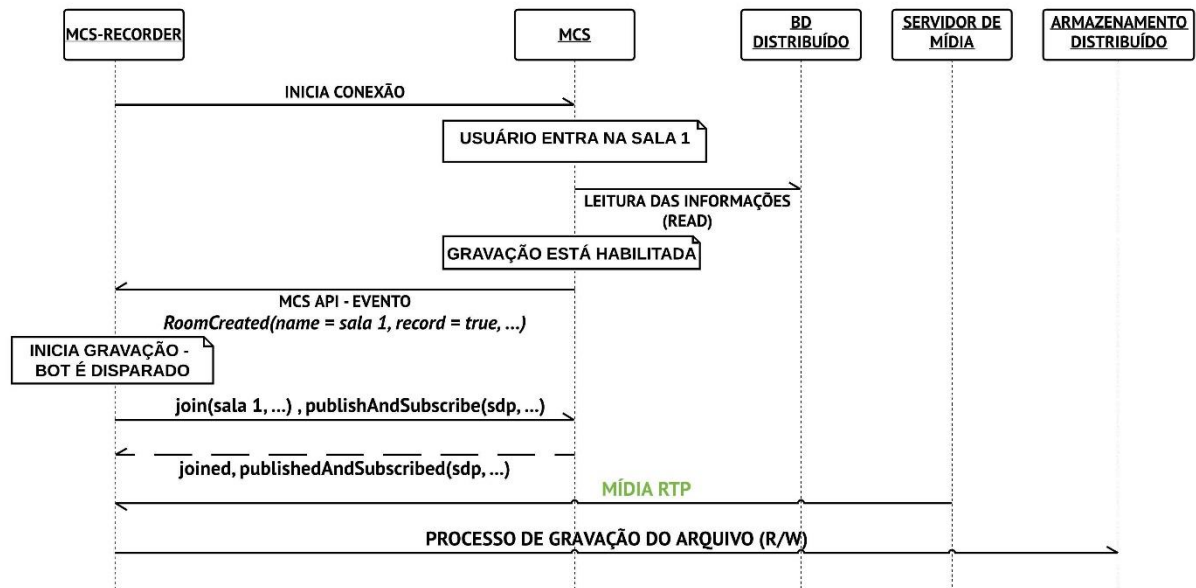 MCS-RECORDER
MCS
BD
DISTRIBUÍDO
SERVIDOR DE
MÍDIA
ARMAZENAMENTO
DISTRIBUÍDO
INICIA CONEXÃO
USUÁRIO ENTRA NA SALA 1
LEITURA DAS INFORMAÇÕES
(READ)
GRAVAÇÃO ESTÁ HABILITADA
MCS API - EVENTO
RoomCreated(name = sala 1, record = true, ...)
INICIA GRAVAÇÃO -
BOT É DISPARADO
join(sala 1, ...) , publishAndSubscribe(sdp, ...)
joined, publishedAndSubscribed(sdp, ...)
MÍDIA RTP
PROCESSO DE GRAVAÇÃO DO ARQUIVO (R/W)